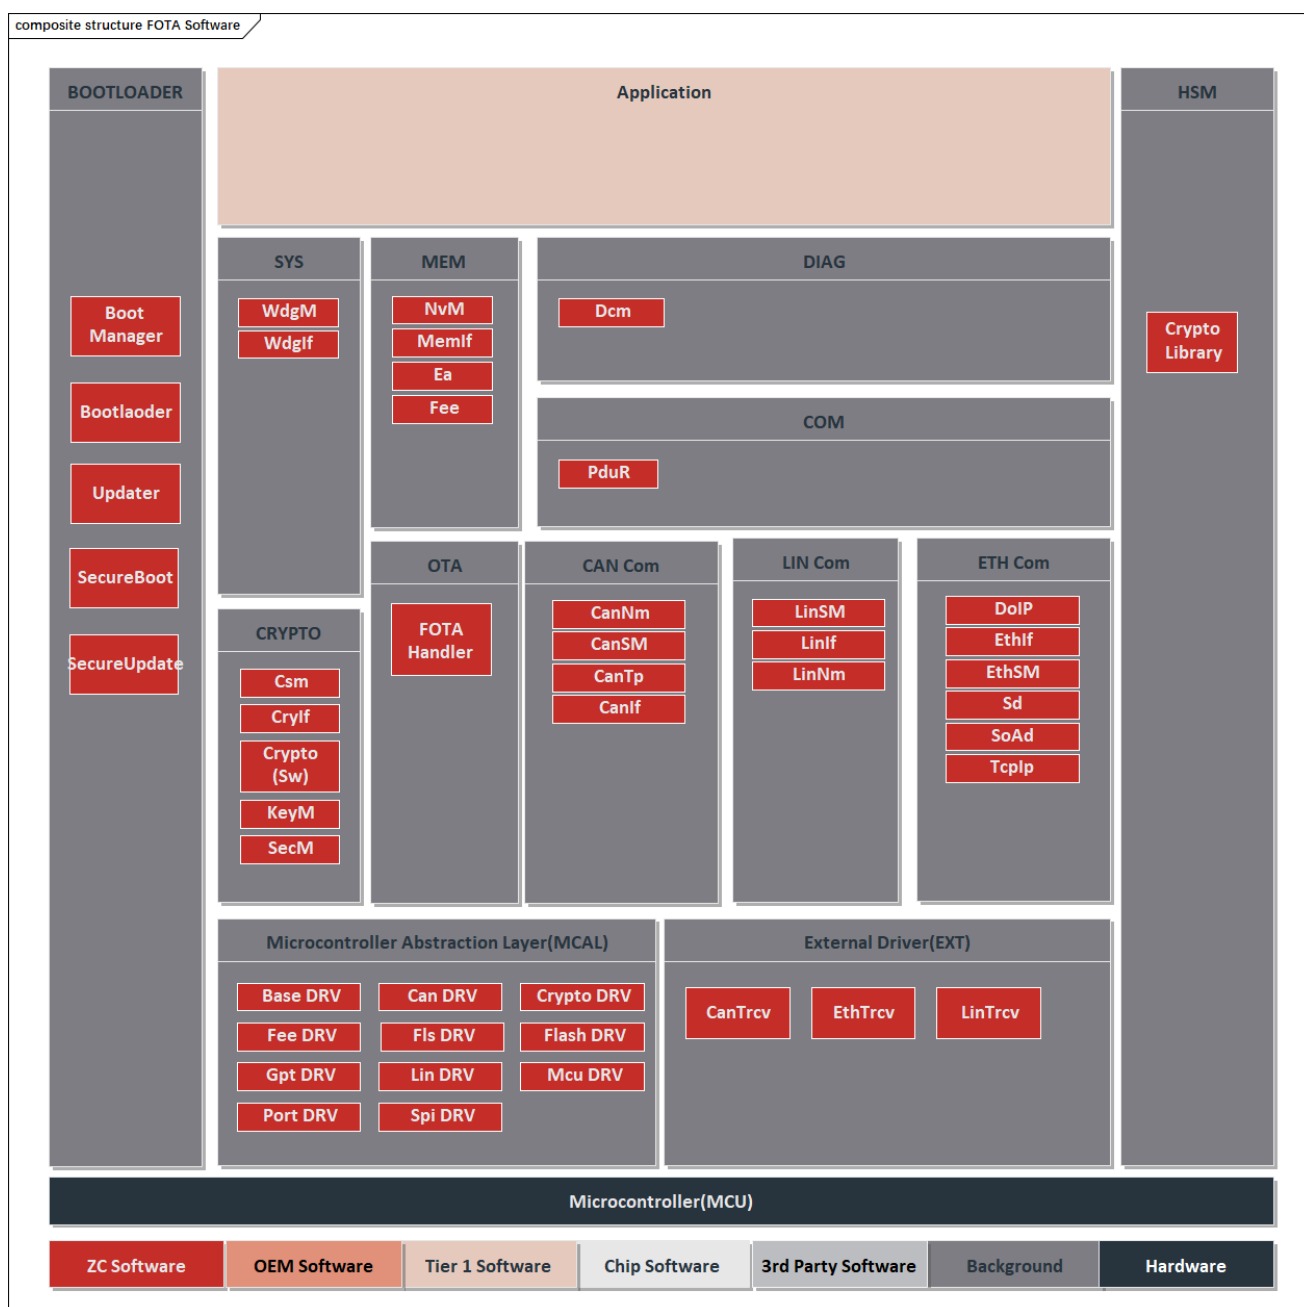 composite structure FOTA Software
BOOTLOADER
Boot
Manager
Bootlaoder
Updater
SecureBoot
SecureUpdate
Application
HSM
Crypto
Library
SYS
WdgM
WdgIf
MEM
NvM
MemIf
Ea
Fee
DIAG
Dcm
COM
PduR
CRYPTO
Csm
CryIf
Crypto
(Sw)
KeyM
SecM
OTA
FOTA
Handler
CAN Com
CanNm
CanSM
CanTp
CanIf
LIN Com
LinSM
LinIf
LinNm
ETH Com
DoIP
EthIf
EthSM
Sd
SoAd
TcpIp
Microcontroller Abstraction Layer(MCAL)
Base DRV
Can DRV
Crypto DRV
Fee DRV
Fls DRV
Flash DRV
Gpt DRV
Lin DRV
Mcu DRV
Port DRV
Spi DRV
External Driver(EXT)
CanTrcv
EthTrcv
LinTrcv
Microcontroller(MCU)
ZC Software
OEM Software
Tier 1 Software
Chip Software
3rd Party Software
Background
Hardware